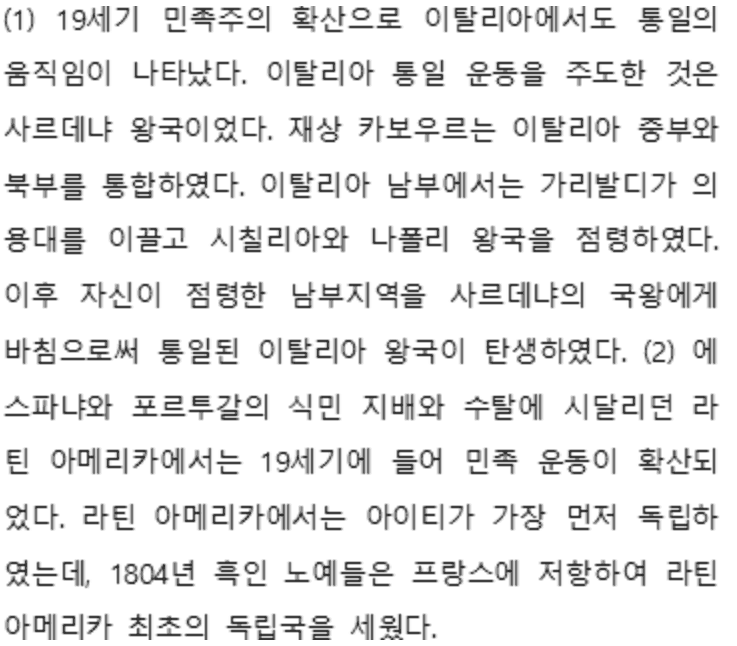 (1) 19세기 민족주의 확산으로 이탈리아에서도 통일의
움직임이 나타났다. 이탈리아 통일 운동을 주도한 것은
사르데냐 왕국이었다. 재상 카보우르는 이탈리아 중부와
북부를 통합하였다. 이탈리아 남부에서는 가리발디가 의
용대를 이끌고 시칠리아와 나폴리 왕국을 점령하였다.
이후 자신이 점령한 남부지역을 사르데냐의 국왕에게
바침으로써 통일된 이탈리아 왕국이 탄생하였다. (2) 에
스파냐와 포르투갈의 식민 지배와 수탈에 시달리던 라
틴 아메리카에서는 19세기에 들어 민족 운동이 확산되
었다. 라틴 아메리카에서는 아이티가 가장 먼저 독립하
였는데, 1804년 흑인 노예들은 프랑스에 저항하여 라틴
아메리카 최초의 독립국을 세웠다.